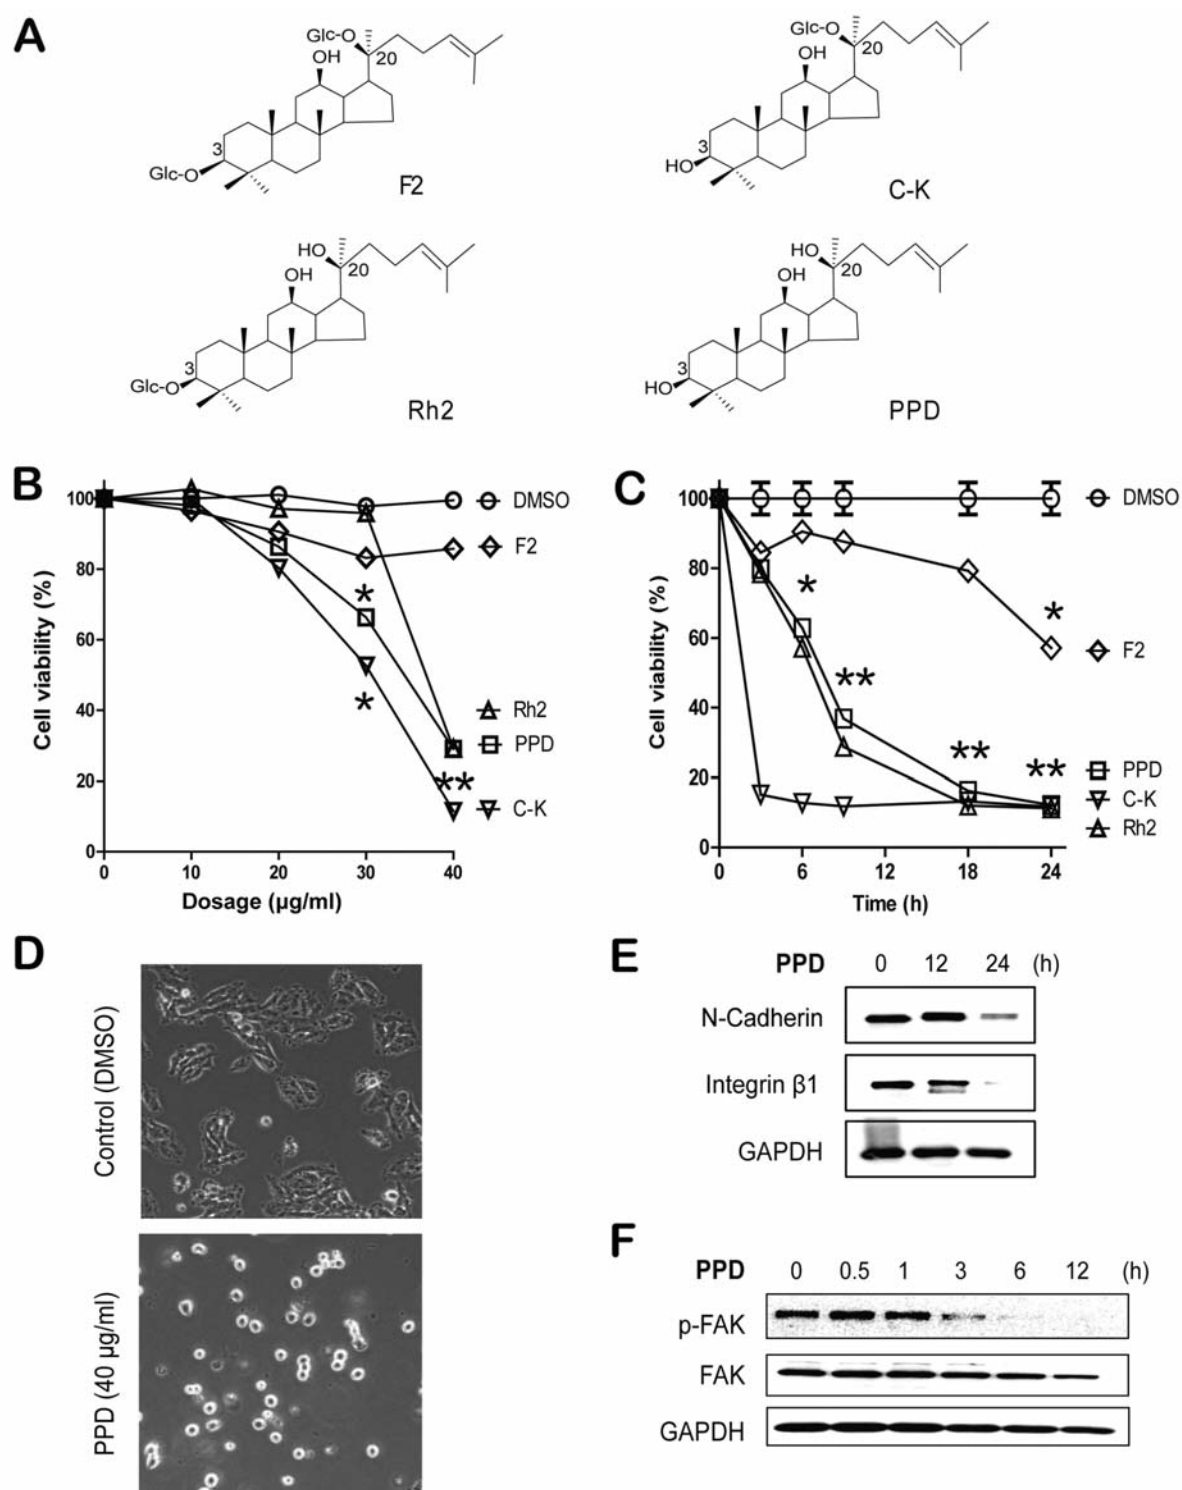 A
Glc-O
20
OH
3
Glc-O
F2
Glc-O
20
OH
3
HO
C-K
HO
20
OH
3
Glc-O
Rh2
HO
20
OH
3
HO
PPD
B
Cell viability (%)
100
80
60
40
20
0
0 10 20 30 40
Dosage (µg/ml)
DMSO
F2
Rh2
PPD
C-K
*
*
**
C
Cell viability (%)
100
80
60
40
20
0
0 6 12 18 24
Time (h)
DMSO
F2
PPD
C-K
Rh2
*
**
**
**
*
D
Control (DMSO)
PPD (40 µg/ml)
E
PPD 0 12 24 (h)
N-Cadherin
Integrin β1
GAPDH
F
PPD 0 0.5 1 3 6 12 (h)
p-FAK
FAK
GAPDH